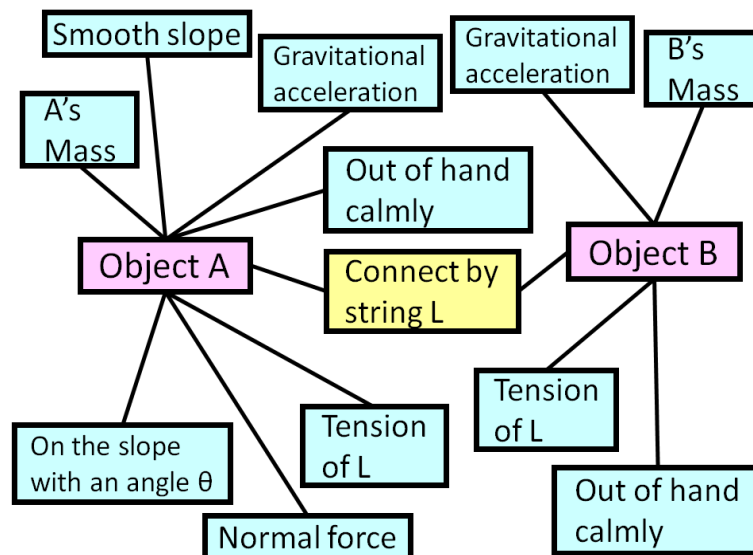 Smooth slope
Gravitational
acceleration
Gravitational
acceleration
B's
Mass
A's
Mass
Out of hand
calmly
Object A
Connect by
string L
Object B
Tension
of L
Tension
of L
On the slope
with an angle θ
Out of hand
calmly
Normal force